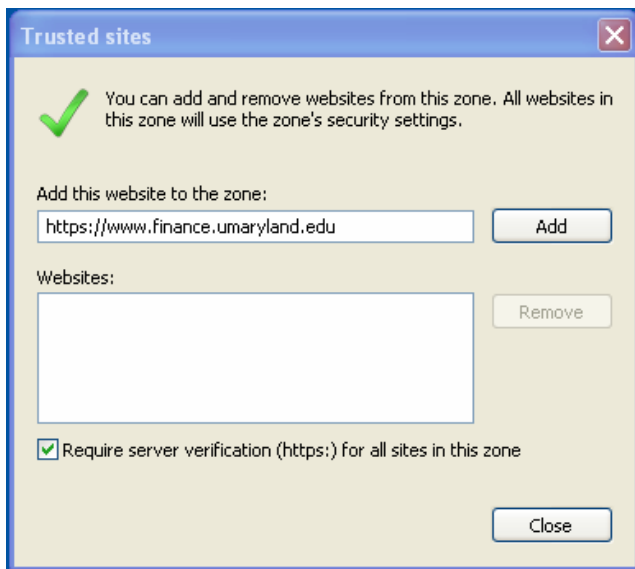 Trusted sites
You can add and remove websites from this zone. All websites in
this zone will use the zone's security settings.
Add this website to the zone:
https://www.finance.umaryland.edu
Add
Websites:
Remove
Require server verification (https:) for all sites in this zone
Close